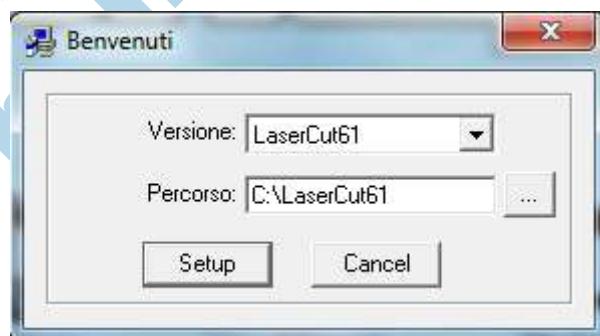 Benvenuti
Versione: LaserCut61
Percorso: C:\LaserCut61 ...
Setup Cancel